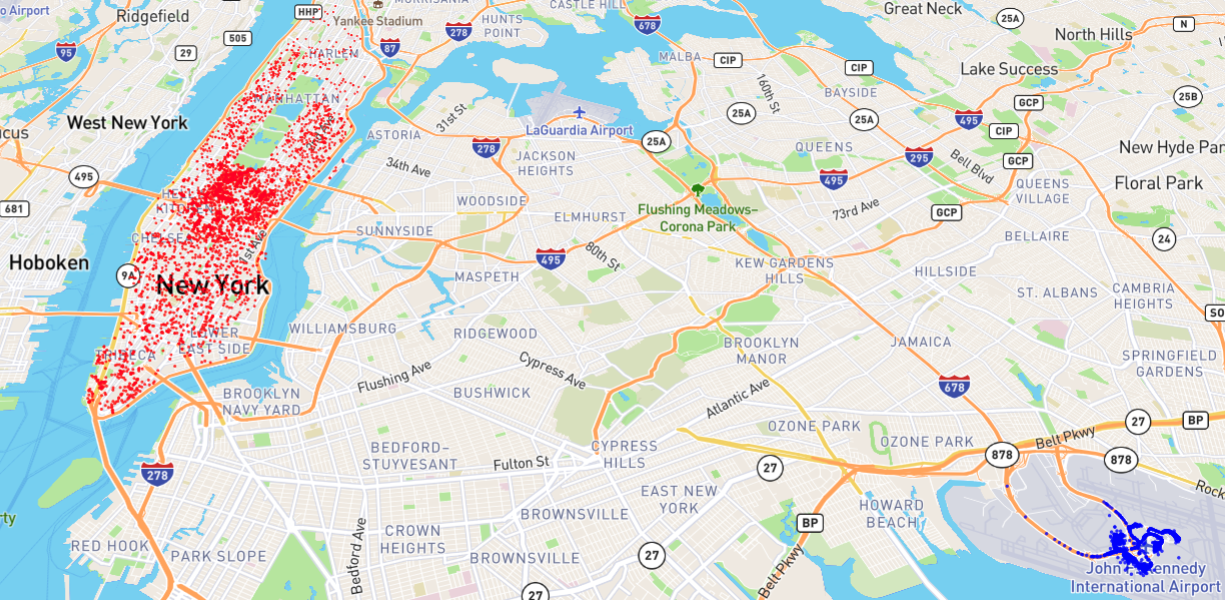 o Airport
Ridgefield
HHP
MORRISANIA
Yankee Stadium
CASTLE HILL
Great Neck
25A
N
505
278
HUNTS
POINT
678
North Hills
95
29
87
HARLEM
MALBA
CIP
CIP
Lake Success
495
MANHATTAN
160th St
BAYSIDE
GCP
25B
West New York
31st St
LaGuardia Airport
25A
25A
495
CIP
cus
ASTORIA
278
25A
QUEENS
295
GCP
New Hyde Par
495
34th Ave
JACKSON
HEIGHTS
495
Bell Blvd
Floral Park
681
WOODSIDE
QUEENS
VILLAGE
KITCHEN
ELMHURST
Flushing Meadows–
Corona Park
73rd Ave
GCP
CHELSEA
1st Ave
SUNNYSIDE
80th St
BELLAIRE
24
Hoboken
9A
495
KEW GARDENS
HILLS
HILLSIDE
New York
MASPETH
ST. ALBANS
CAMBRIA
HEIGHTS
SO
LOWER
EAST SIDE
WILLIAMSBURG
RIDGEWOOD
BROOKLYN
MANOR
JAMAICA
TRIBECA
Flushing Ave
Cypress Ave
SPRINGFIELD
GARDENS
BROOKLYN
NAVY YARD
BUSHWICK
Atlantic Ave
678
OZONE PARK
OZONE PARK
27
BP
BEDFORD–
STUYVESANT
Fulton St
CYPRESS
HILLS
Belt Pkwy
878
878
278
27
EAST NEW
YORK
Rock
rty
BROWNSVILLE
BP
HOWARD
BEACH
CROWN
HEIGHTS
RED HOOK
PARK SLOPE
Bedford Ave
BROWNSVILLE
27
Belt Pkwy
27
International Airport